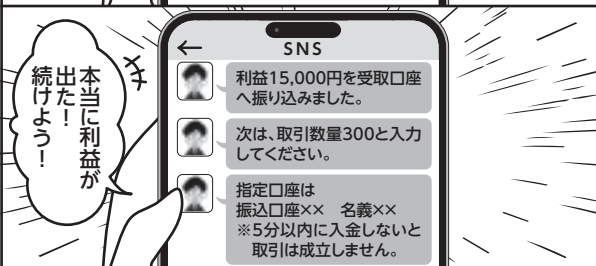 SNS
本当に利益が
出た！
続けよう！
利益15,000円を受取口座
へ振り込みました。
次は、取引数量300と入力
してください。
指定口座は
振込口座×× 名義××
※5分以内に入金しないと
取引は成立しません。